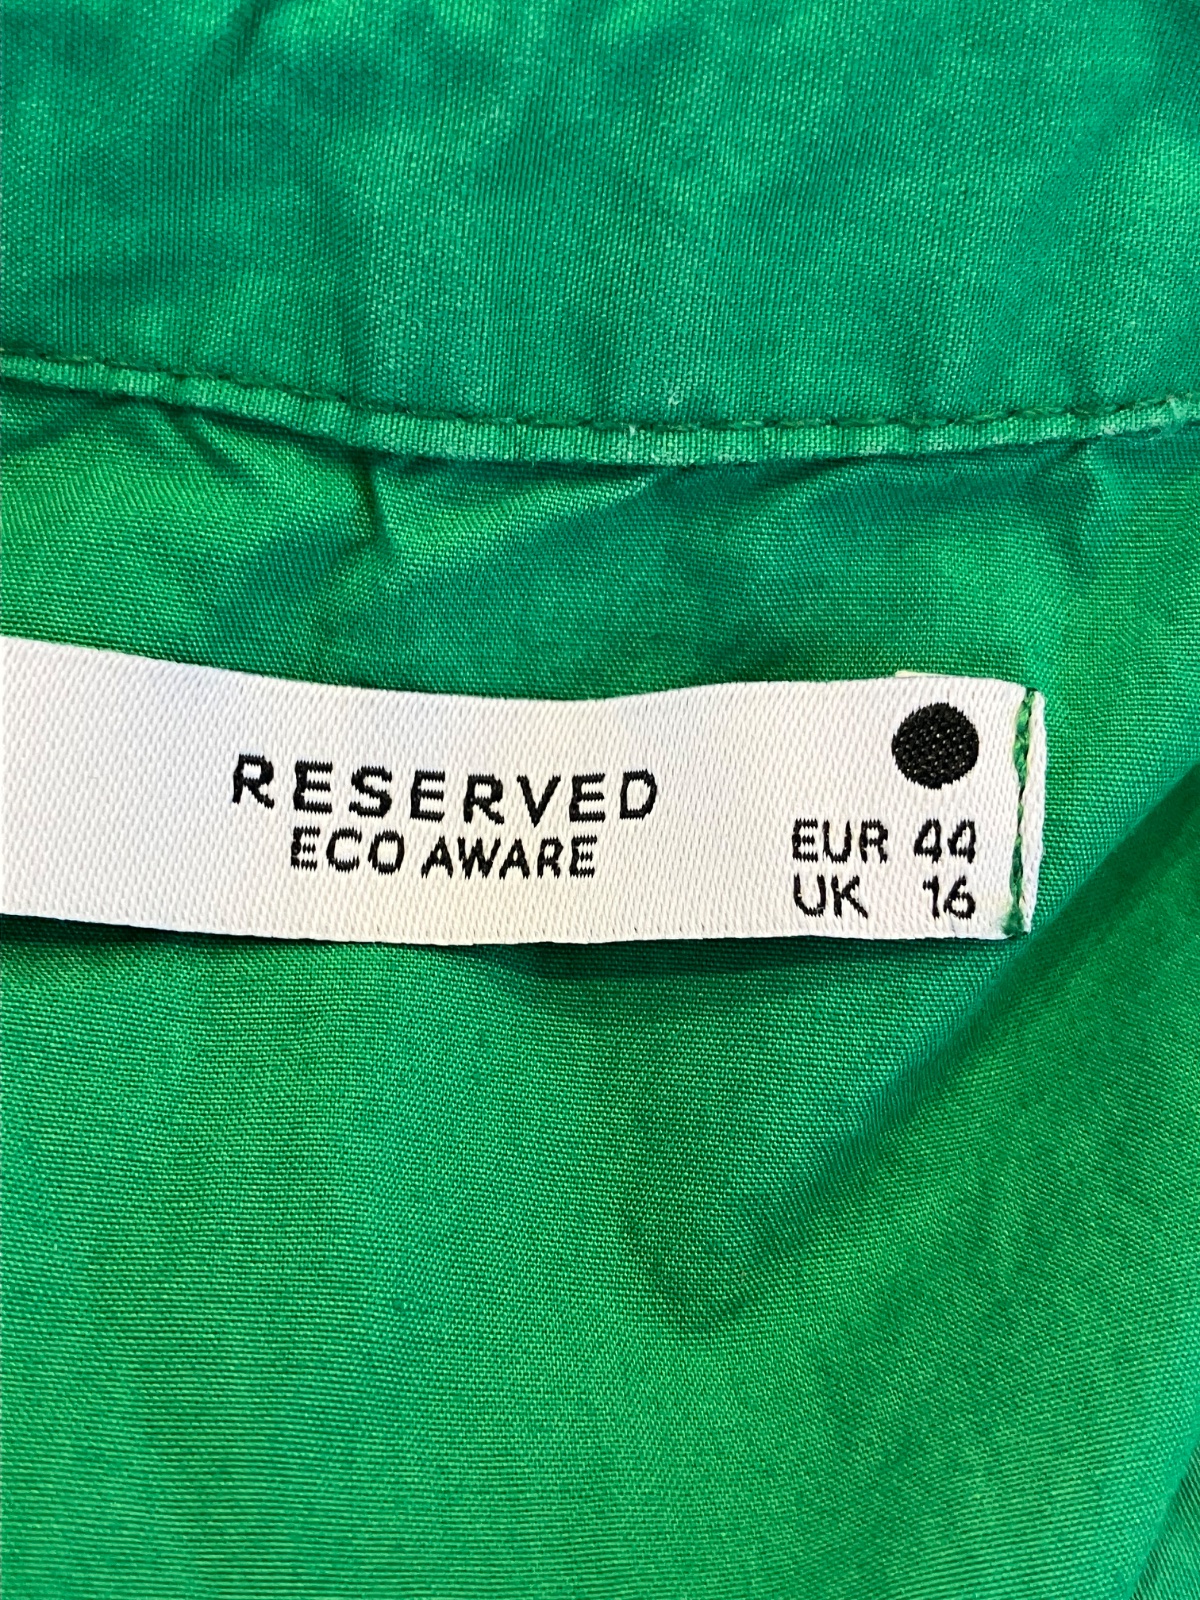 RESERVED
ECO AWARE
EUR 44
UK 16